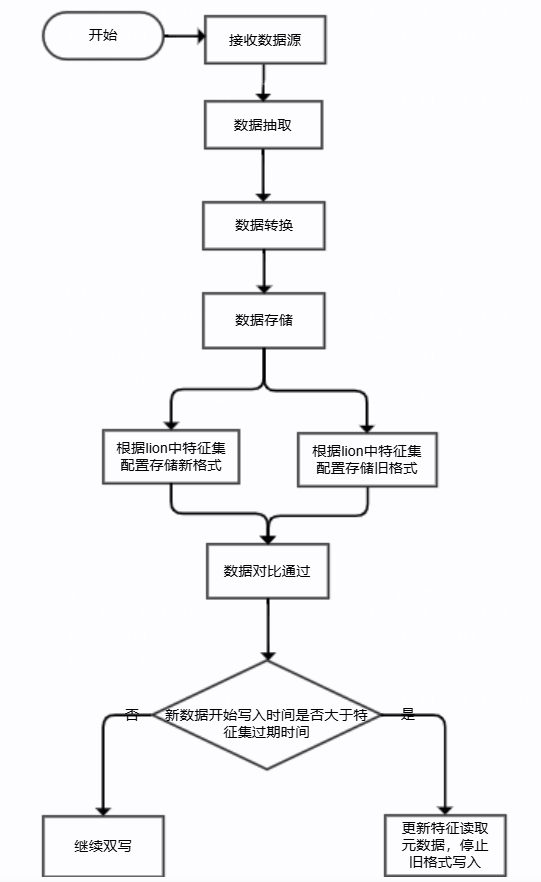 开始
接收数据源
数据抽取
数据转换
数据存储
根据lion中特征集
配置存储新格式
根据lion中特征集
配置存储旧格式
数据对比通过
否
新数据开始写入时间是否大于特
征集过期时间
是
继续双写
更新特征读取
元数据，停止
旧格式写入